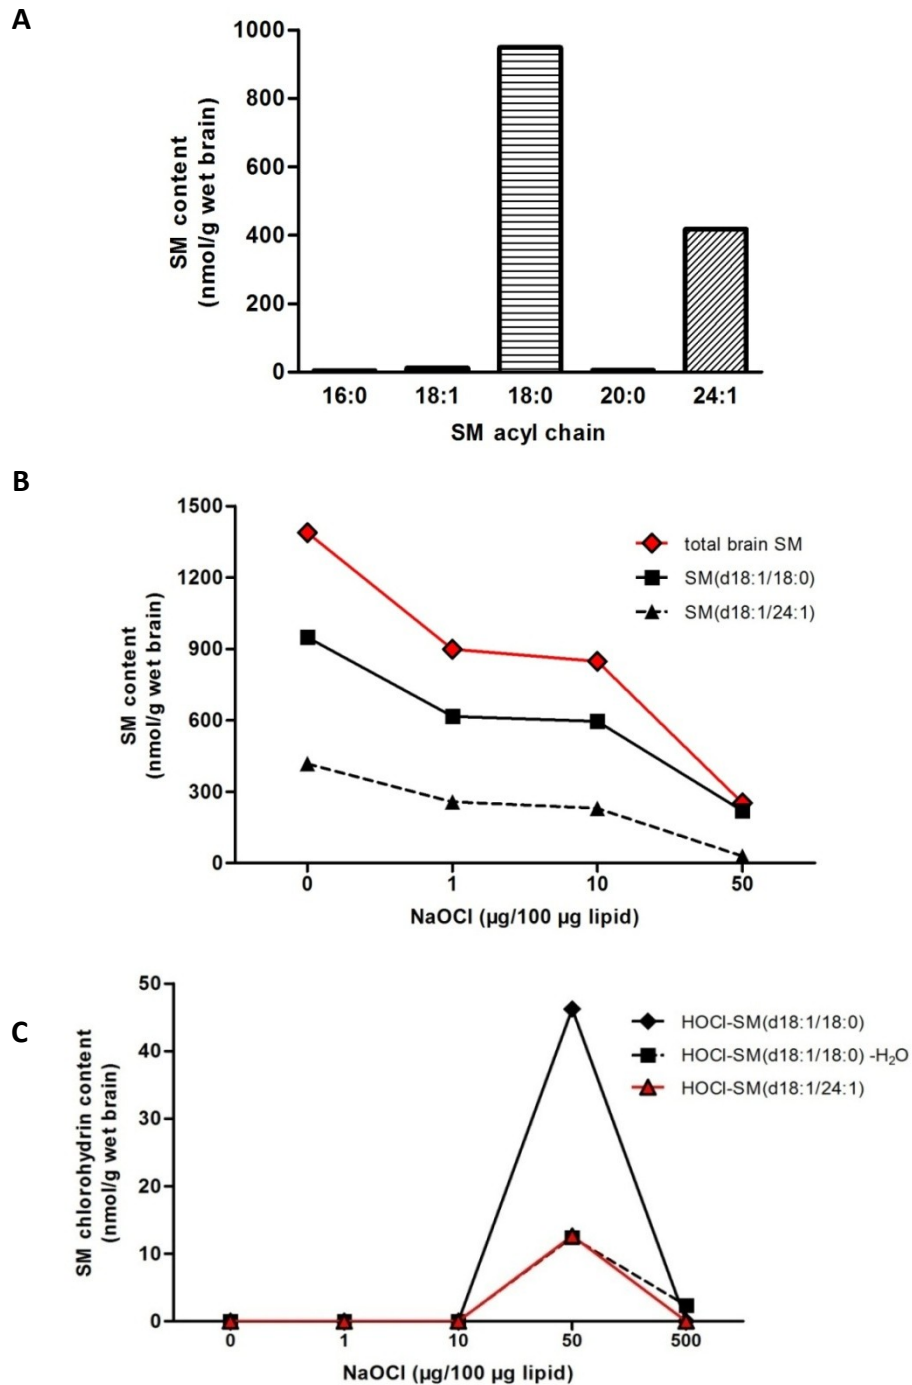 A
SM content
(nmol/g wet brain)
1000
800
600
400
200
0
16:0 18:1 18:0 20:0 24:1
SM acyl chain
B
SM content
(nmol/g wet brain)
1500
1200
900
600
300
0
total brain SM
SM(d18:1/18:0)
SM(d18:1/24:1)
0 1 10 50
NaOCl (µg/100 µg lipid)
C
SM chlorohydrin content
(nmol/g wet brain)
50
40
30
20
10
0
HOCl-SM(d18:1/18:0)
HOCl-SM(d18:1/18:0) -H₂O
HOCl-SM(d18:1/24:1)
0 1 10 50 500
NaOCl (µg/100 µg lipid)